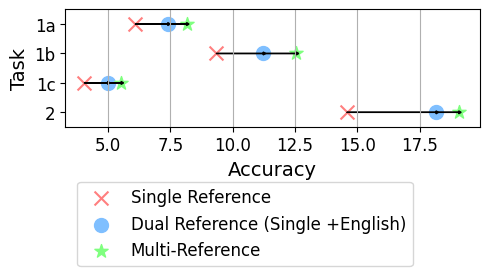 Task
1a
1b
1c
2
5.0 7.5 10.0 12.5 15.0 17.5
Accuracy
Single Reference
Dual Reference (Single +English)
Multi-Reference